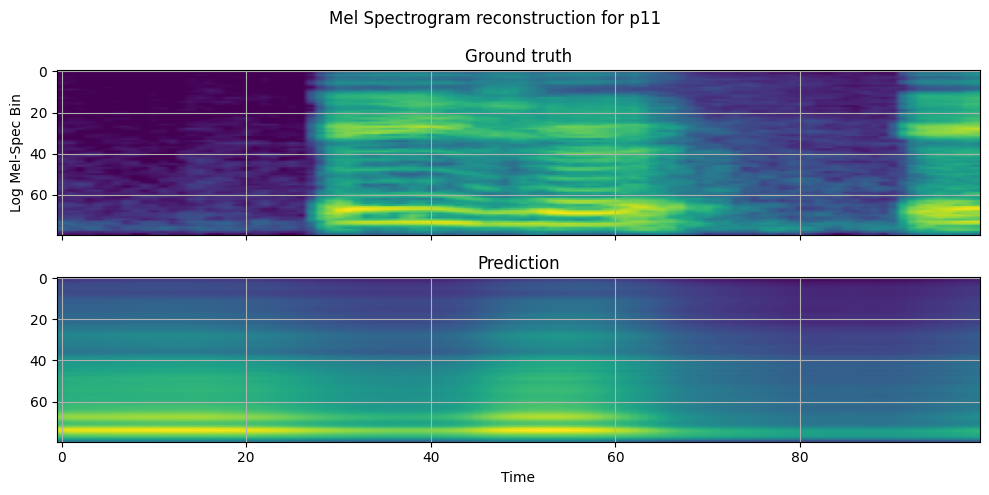 Mel Spectrogram reconstruction for p11
Ground truth
Log Mel-Spec Bin
0
20
40
60
Prediction
0
20
40
60
0 20 40 60 80
Time